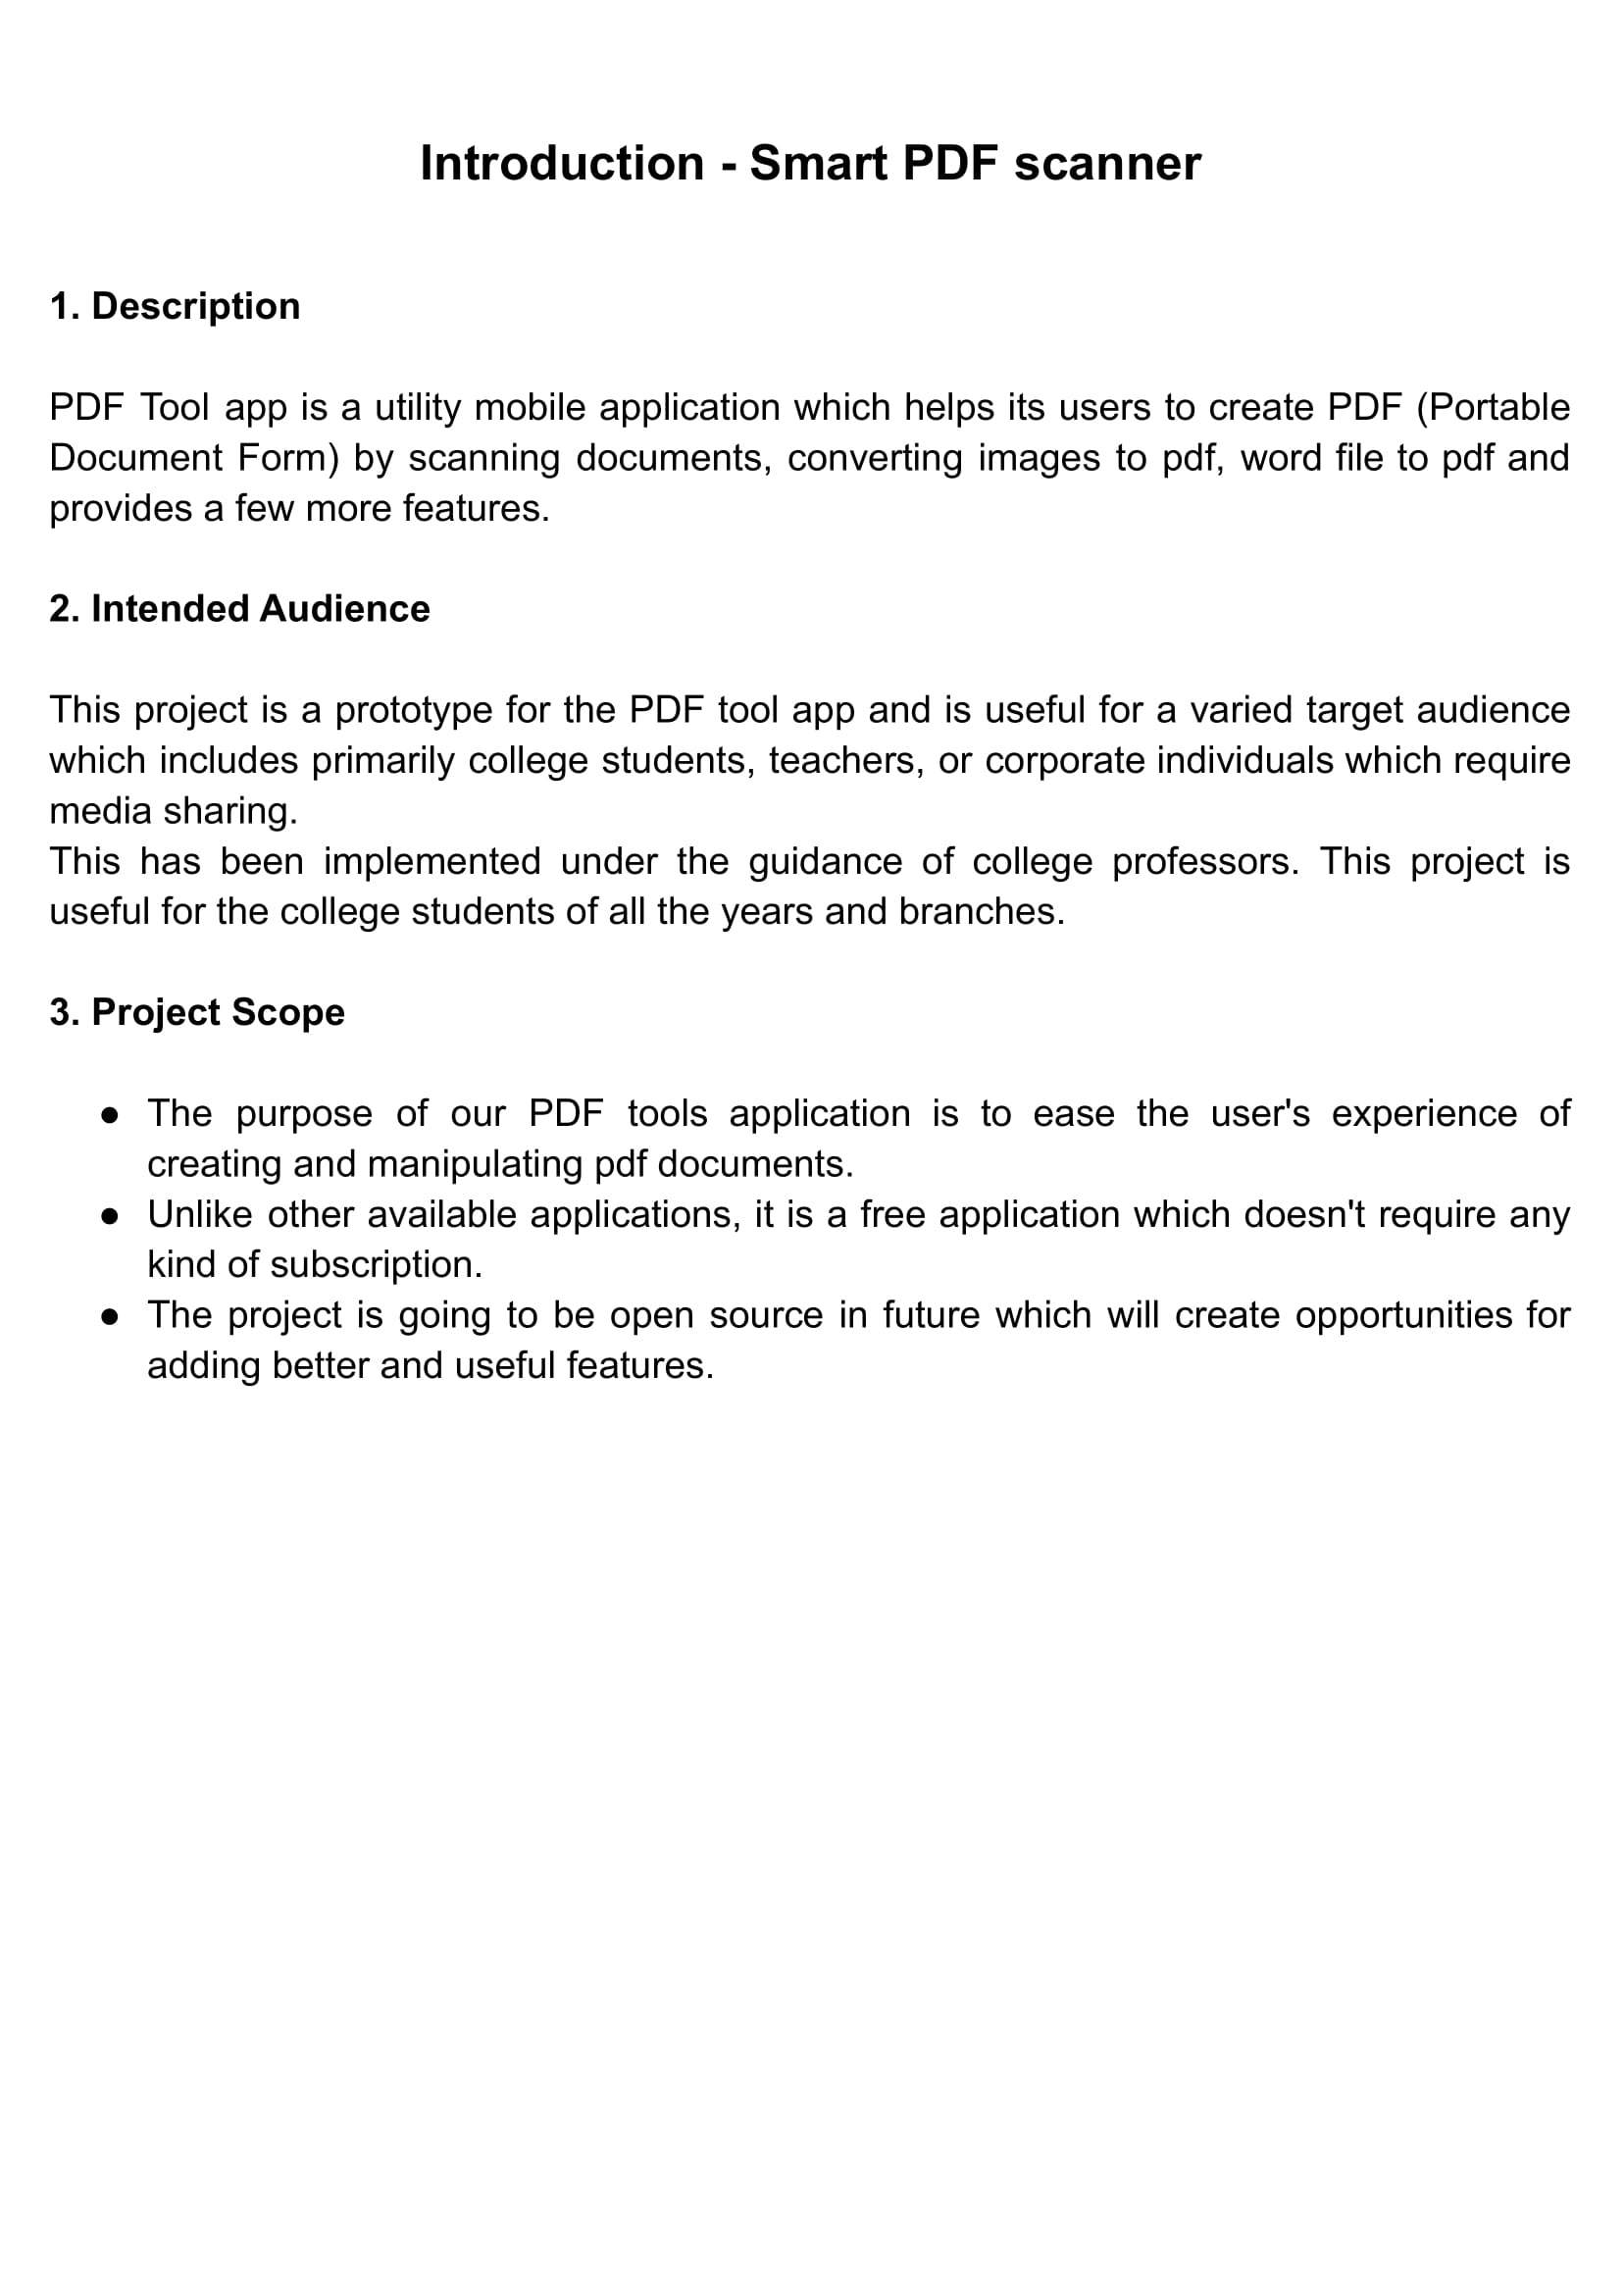 Introduction - Smart PDF scanner
1. Description
PDF Tool app is a utility mobile application which helps its users to create PDF (Portable
Document Form) by scanning documents, converting images to pdf, word file to pdf and
provides a few more features.
2. Intended Audience
This project is a prototype for the PDF tool app and is useful for a varied target audience
which includes primarily college students, teachers, or corporate individuals which require
media sharing.
This has been implemented under the guidance of college professors. This project is
useful for the college students of all the years and branches.
3. Project Scope
● The purpose of our PDF tools application is to ease the user's experience of
creating and manipulating pdf documents.
● Unlike other available applications, it is a free application which doesn't require any
kind of subscription.
● The project is going to be open source in future which will create opportunities for
adding better and useful features.